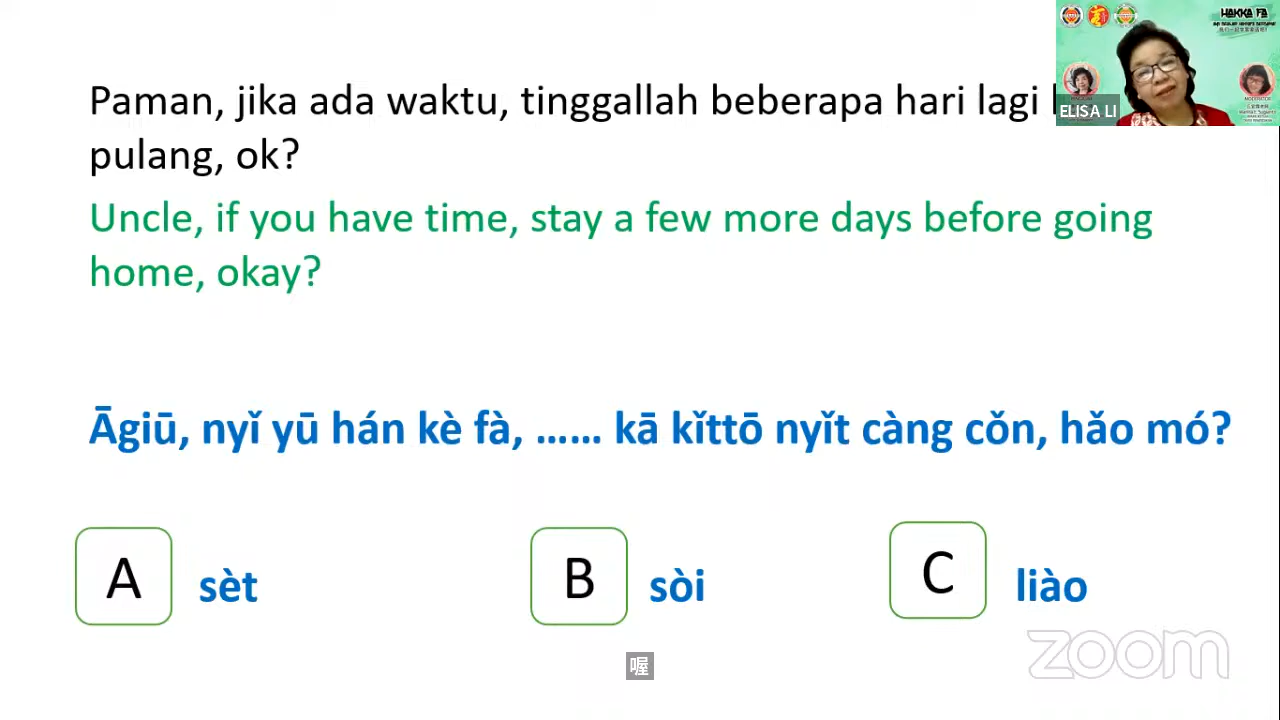 HAKKA FA
ELISA LI
Paman, jika ada waktu, tinggallah beberapa hari lagi
pulang, ok?
Uncle, if you have time, stay a few more days before going
home, okay?
Āgiū, nyǐ yū hán kè fà, ...... kā kǐttō nyǐt càng cǒn, hǎo mó?
A sèt
B sòi
C liào
zoom
喔